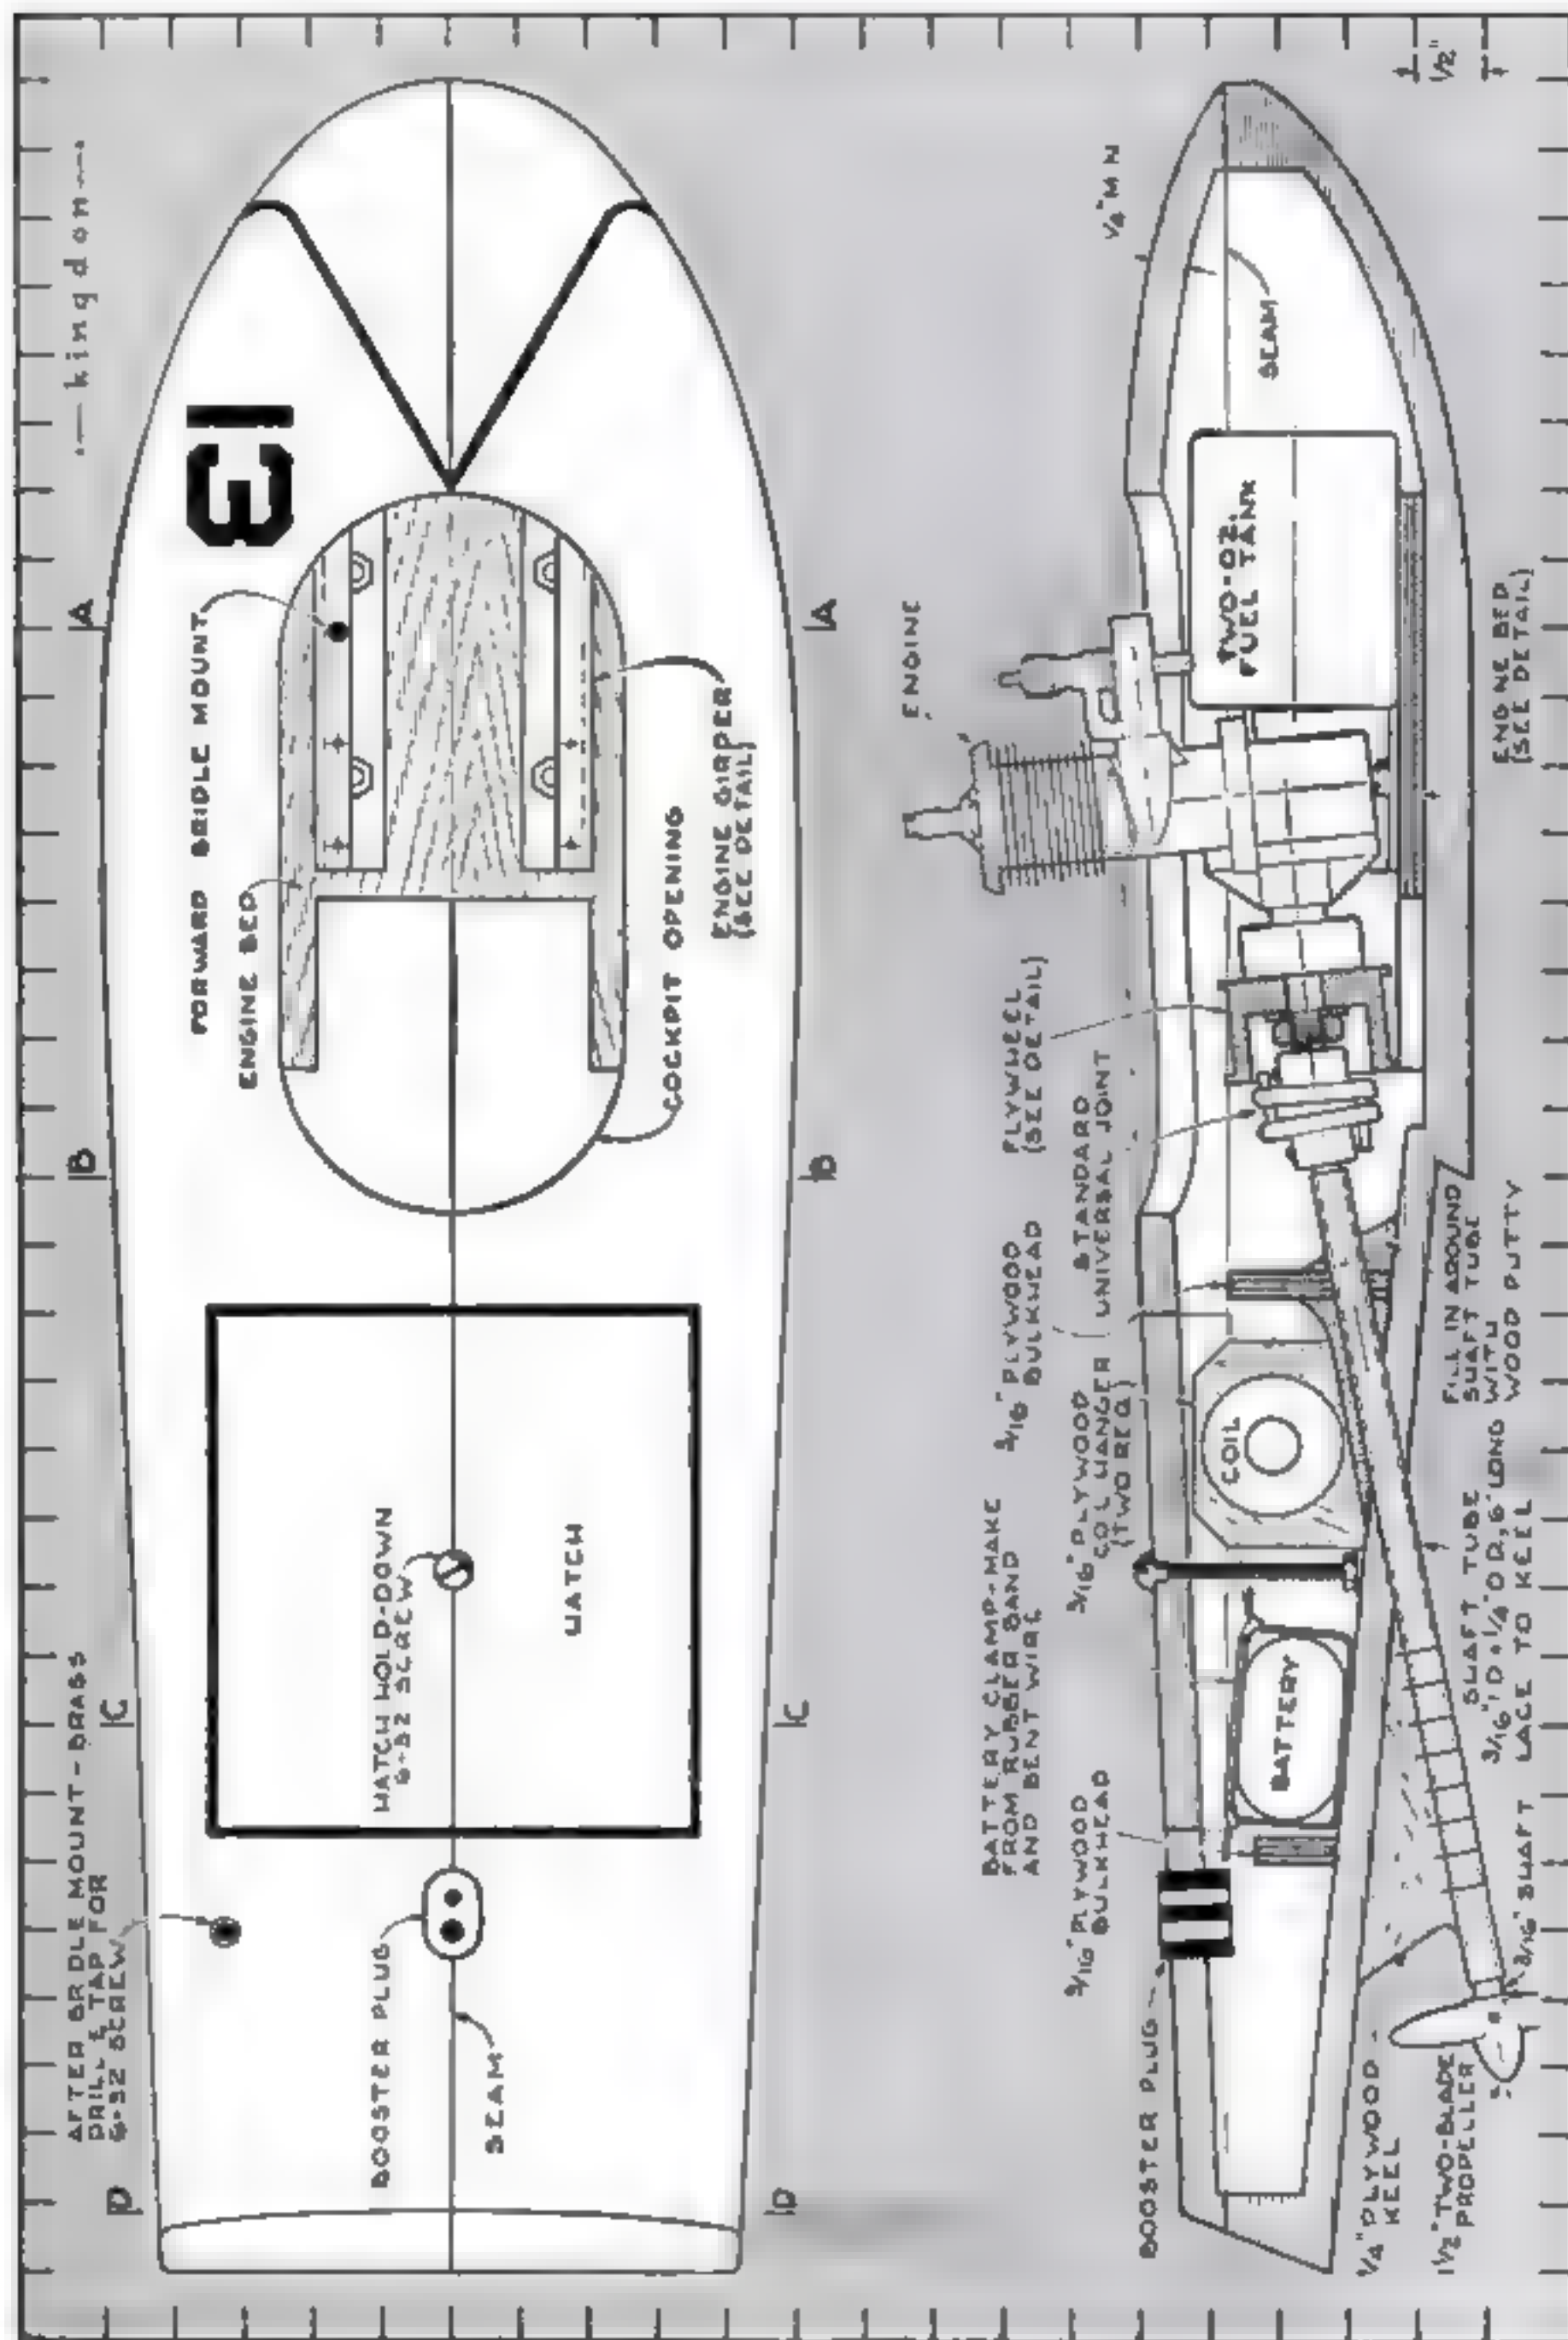 kingdon
13
A
A
B
B
C
C
D
D
FORWARD BRIDLE MOUNT
ENGINE BED
COCKPIT OPENING
ENGINE GIRDER
(SEE DETAIL)
HATCH HOLD-DOWN
6-32 SCREW
HATCH
AFTER BRIDLE MOUNT-BRASS
DRILL & TAP FOR
6-32 SCREW
BOOSTER PLUG
SEAM
1/2"
1/4" MIN
SEAM
TWO-OZ.
FUEL TANK
ENGINE
ENGINE BED
(SEE DETAIL)
FLYWHEEL
(SEE DETAIL)
STANDARD
UNIVERSAL JOINT
3/16" PLYWOOD
BULKHEAD
3/16" PLYWOOD
COIL HANGER
(TWO REQ)
COIL
BATTERY CLAMP-MAKE
FROM RUBBER BAND
AND BENT WIRE
BATTERY
3/16" PLYWOOD
BULKHEAD
BOOSTER PLUG
FILL IN AROUND
SHAFT TUBE
WITH
WOOD PUTTY
SHAFT TUBE
3/16" ID x 1/4" OD, 6" LONG
LACE TO KEEL
3/16" SHAFT
1/4" PLYWOOD
KEEL
1 1/2" TWO-BLADE
PROPELLER